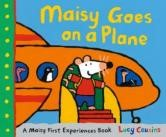 Maisy Goes
on a Plane
A Maisy First Experiences Book
Lucy Cousins